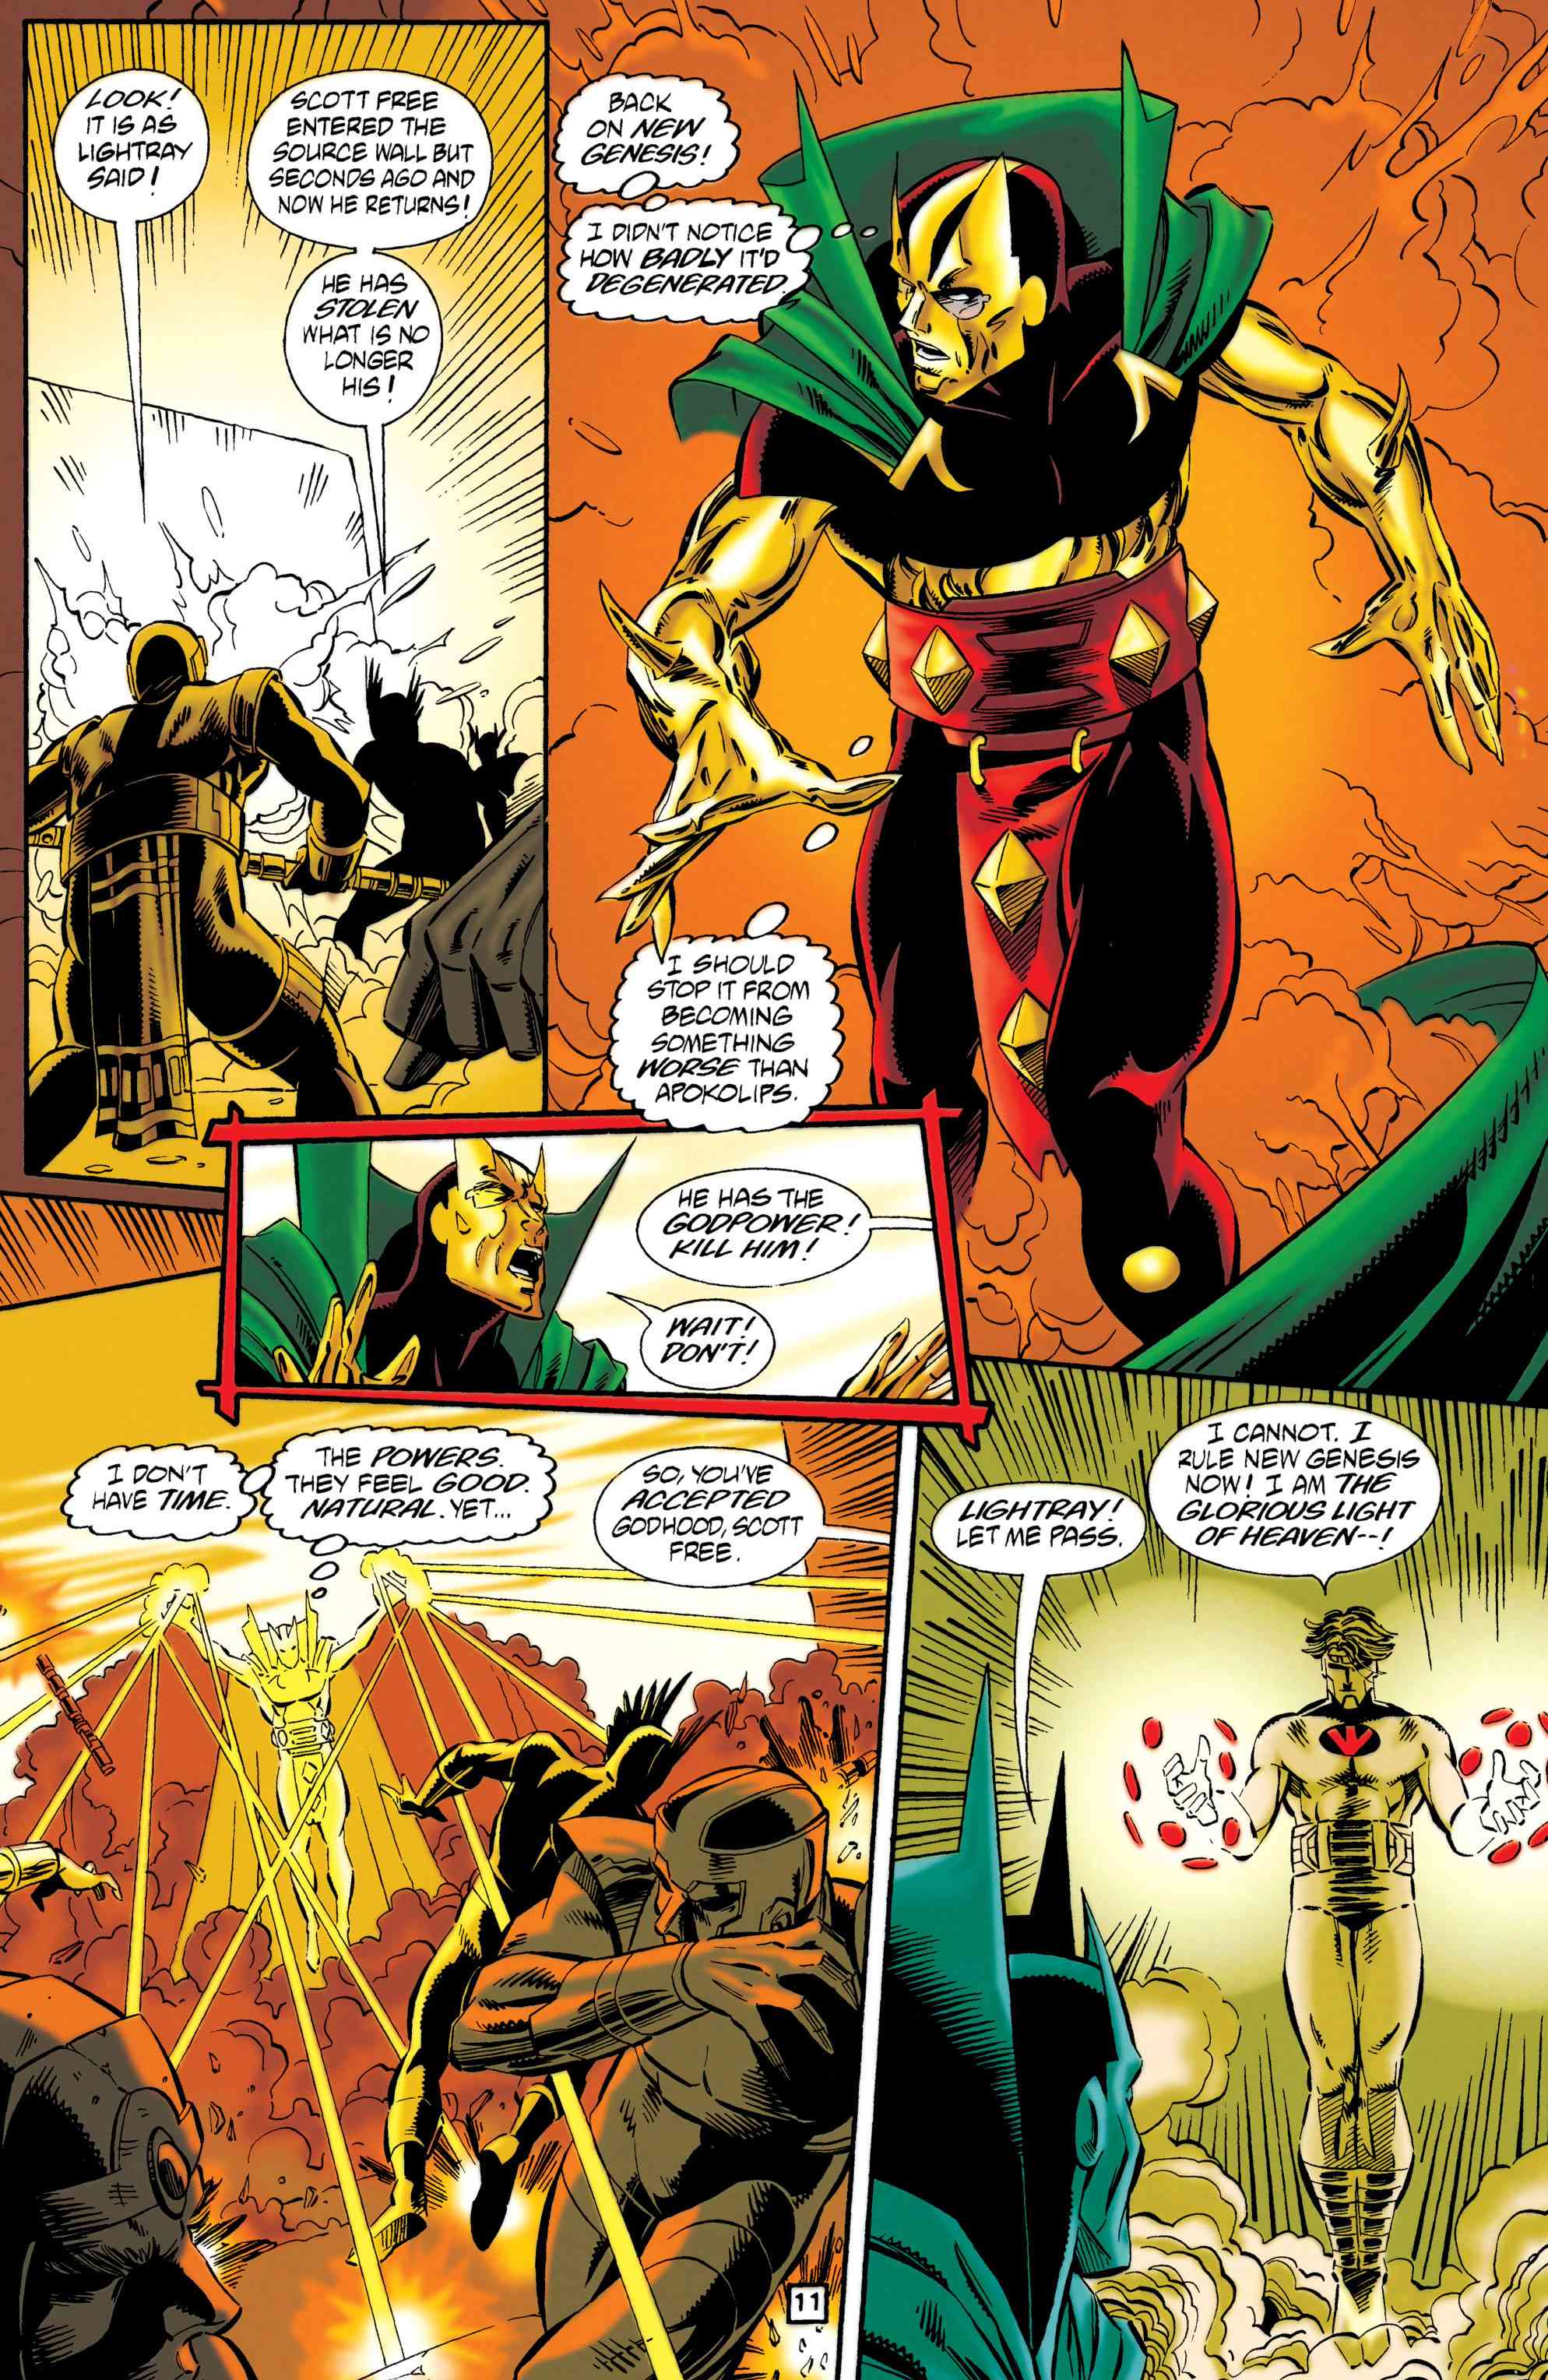 LOOK!
IT IS AS
LIGHTRAY
SAID!
SCOTT FREE
ENTERED THE
SOURCE WALL BUT
SECONDS AGO AND
NOW HE RETURNS!
HE HAS
STOLEN
WHAT IS NO
LONGER
HIS!
BACK
ON NEW
GENESIS!
I DIDN'T NOTICE
HOW BADLY IT'D
DEGENERATED.
I SHOULD
STOP IT FROM
BECOMING
SOMETHING
WORSE THAN
APOKOLIPS.
HE HAS THE
GODPOWER!
KILL HIM!
WAIT!
DON'T!
I DON'T
HAVE TIME.
THE POWERS.
THEY FEEL GOOD.
NATURAL. YET...
SO, YOU'VE
ACCEPTED
GODHOOD, SCOTT
FREE.
LIGHTRAY!
LET ME PASS.
I CANNOT. I
RULE NEW GENESIS
NOW! I AM THE
GLORIOUS LIGHT
OF HEAVEN--!
11